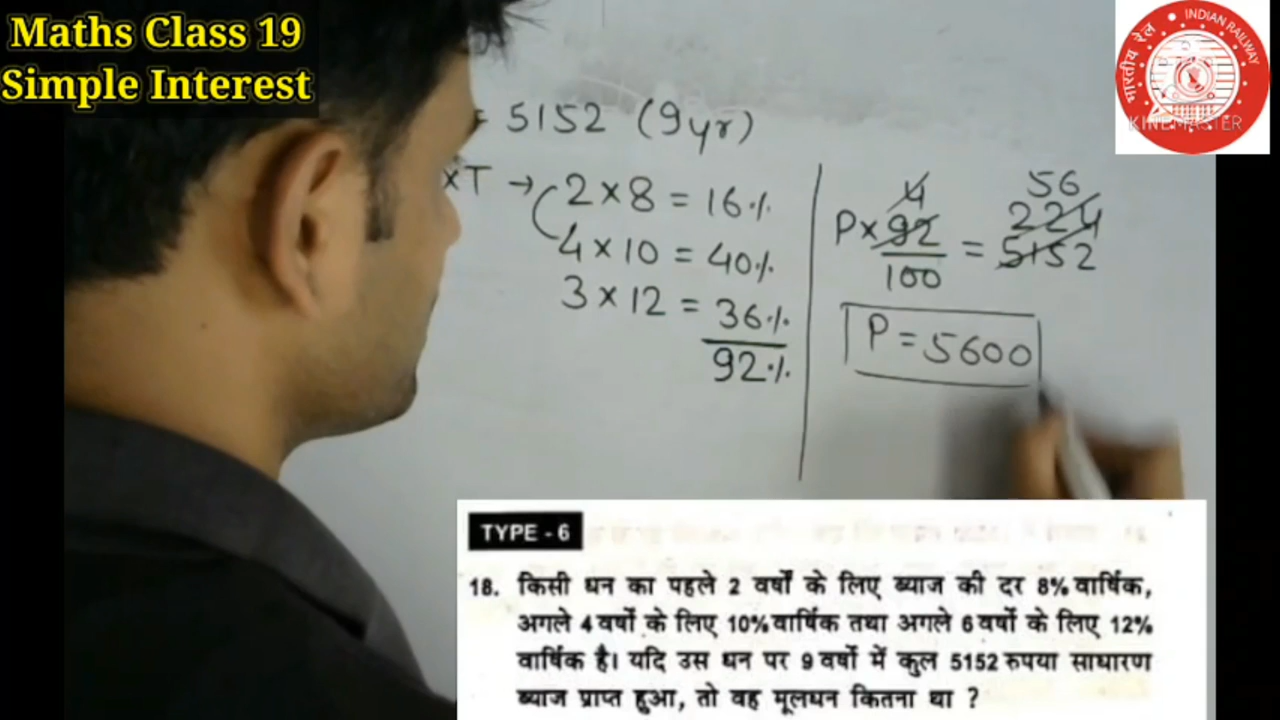 Maths Class 19
Simple Interest
भारतीय रेल INDIAN RAILWAY
KINEMASTER
= 5152 (9yr)
×T → 2 × 8 = 16%
4 × 10 = 40%
3 × 12 = 36%
92%
4
56
224
P× 92 / 100 = 5152
P = 5600
TYPE - 6
18. किसी धन का पहले 2 वर्षों के लिए ब्याज की दर 8% वार्षिक,
अगले 4 वर्षों के लिए 10% वार्षिक तथा अगले 6 वर्षों के लिए 12%
वार्षिक है। यदि उस धन पर 9 वर्षों में कुल 5152 रुपया साधारण
ब्याज प्राप्त हुआ, तो वह मूलधन कितना था ?